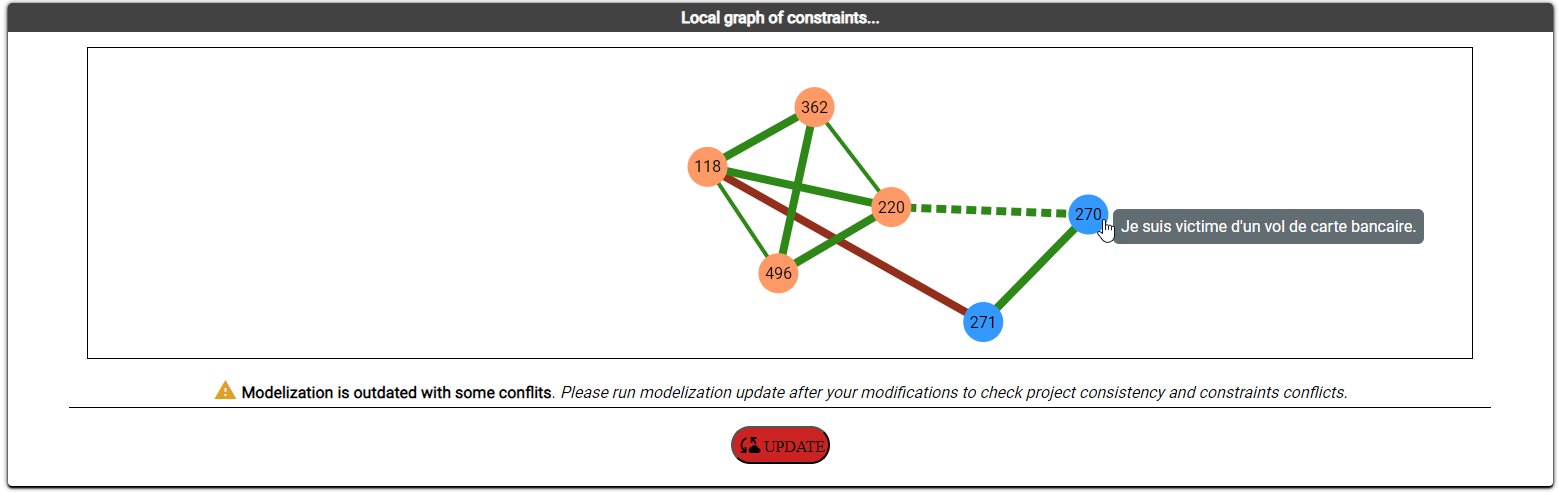 Local graph of constraints...
362
118
220
270
Je suis victime d'un vol de carte bancaire.
496
271
Modelization is outdated with some conflits. Please run modelization update after your modifications to check project consistency and constraints conflicts.
UPDATE